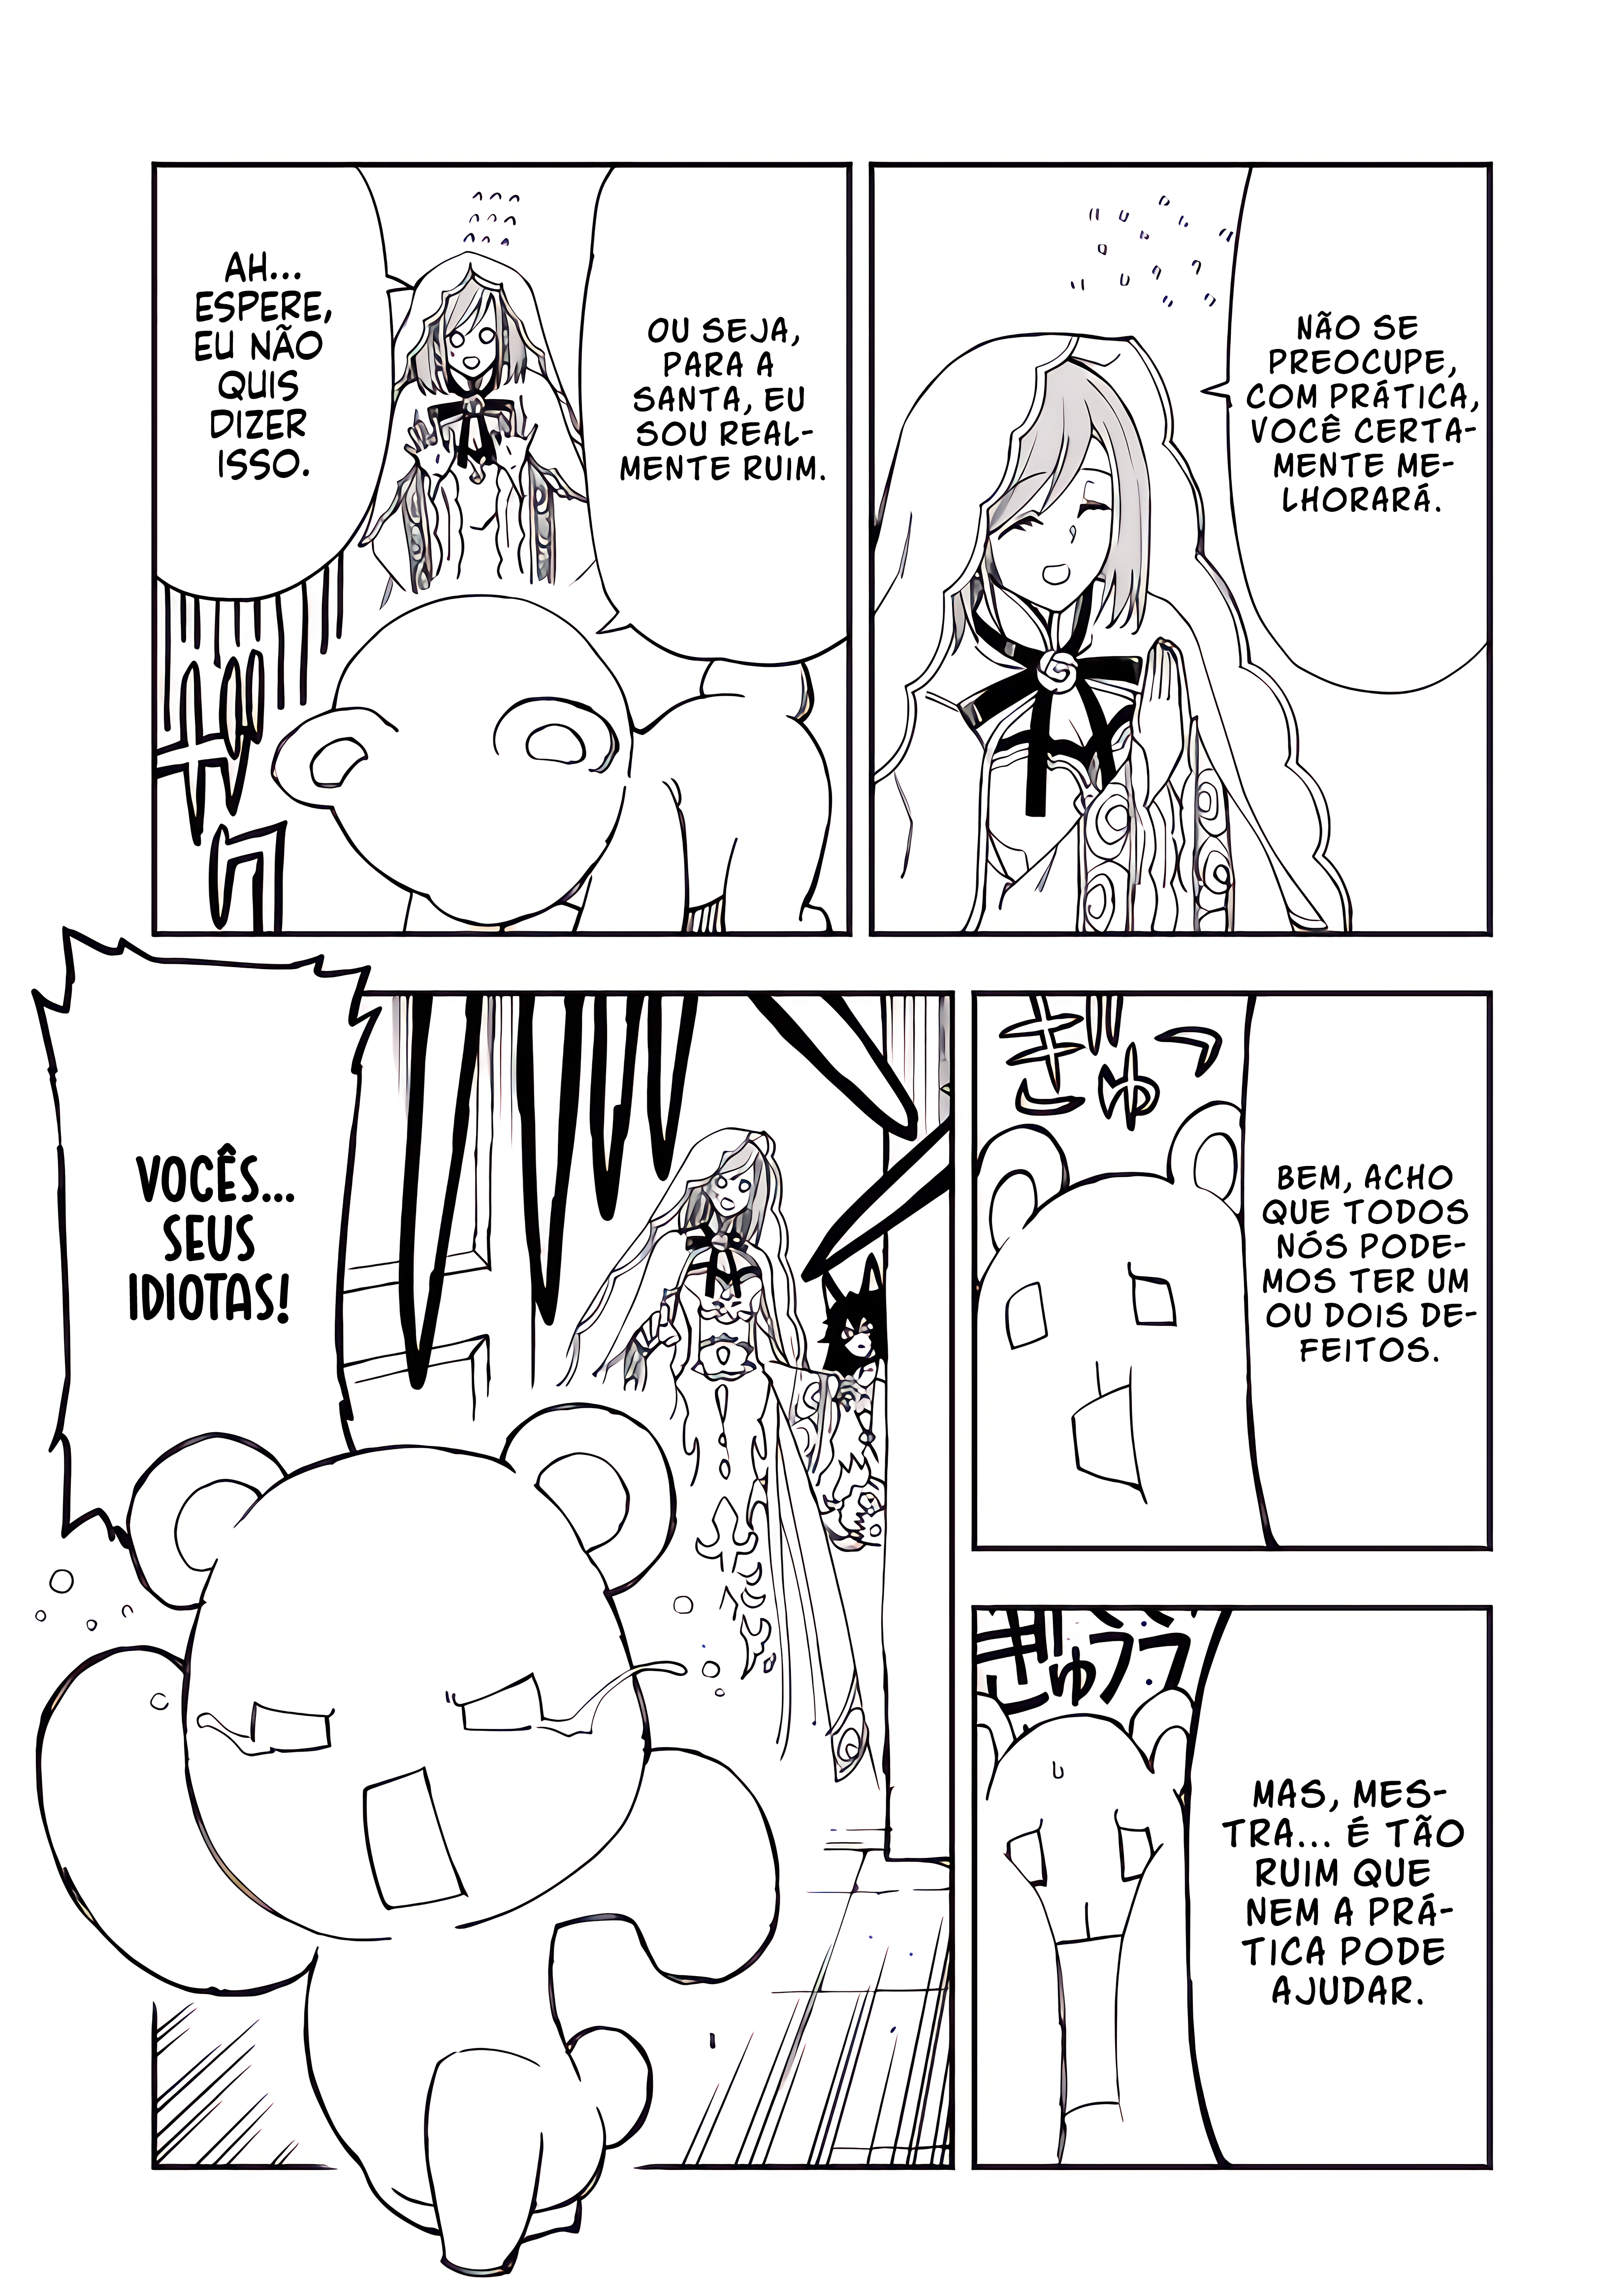 NÃO SE
PREOCUPE,
COM PRÁTICA,
VOCÊ CERTA-
MENTE ME-
LHORARÁ.
OU SEJA,
PARA A
SANTA, EU
SOU REAL-
MENTE RUIM.
AH...
ESPERE,
EU NÃO
QUIS
DIZER
ISSO.
BEM, ACHO
QUE TODOS
NÓS PODE-
MOS TER UM
OU DOIS DE-
FEITOS.
ぎゅっ
MAS, MES-
TRA... É TÃO
RUIM QUE
NEM A PRÁ-
TICA PODE
AJUDAR.
ぎゅうう
VOCÊS...
SEUS
IDIOTAS!